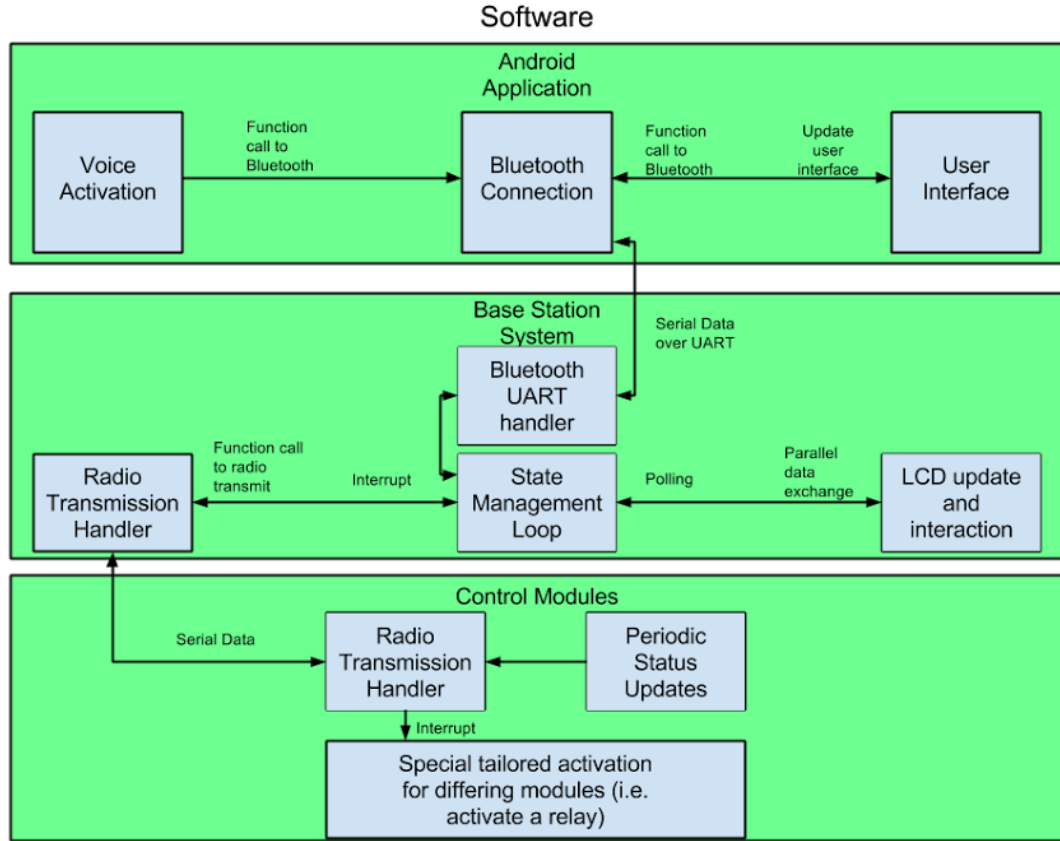 Software
Android
Application
Voice
Activation
Function
call to
Bluetooth
Bluetooth
Connection
Function
call to
Bluetooth
Update
user
interface
User
Interface
Base Station
System
Serial Data
over UART
Bluetooth
UART
handler
Radio
Transmission
Handler
Function call
to radio
transmit
Interrupt
State
Management
Loop
Polling
Parallel
data
exchange
LCD update
and
interaction
Control Modules
Serial Data
Radio
Transmission
Handler
Periodic
Status
Updates
Interrupt
Special tailored activation
for differing modules (i.e.
activate a relay)